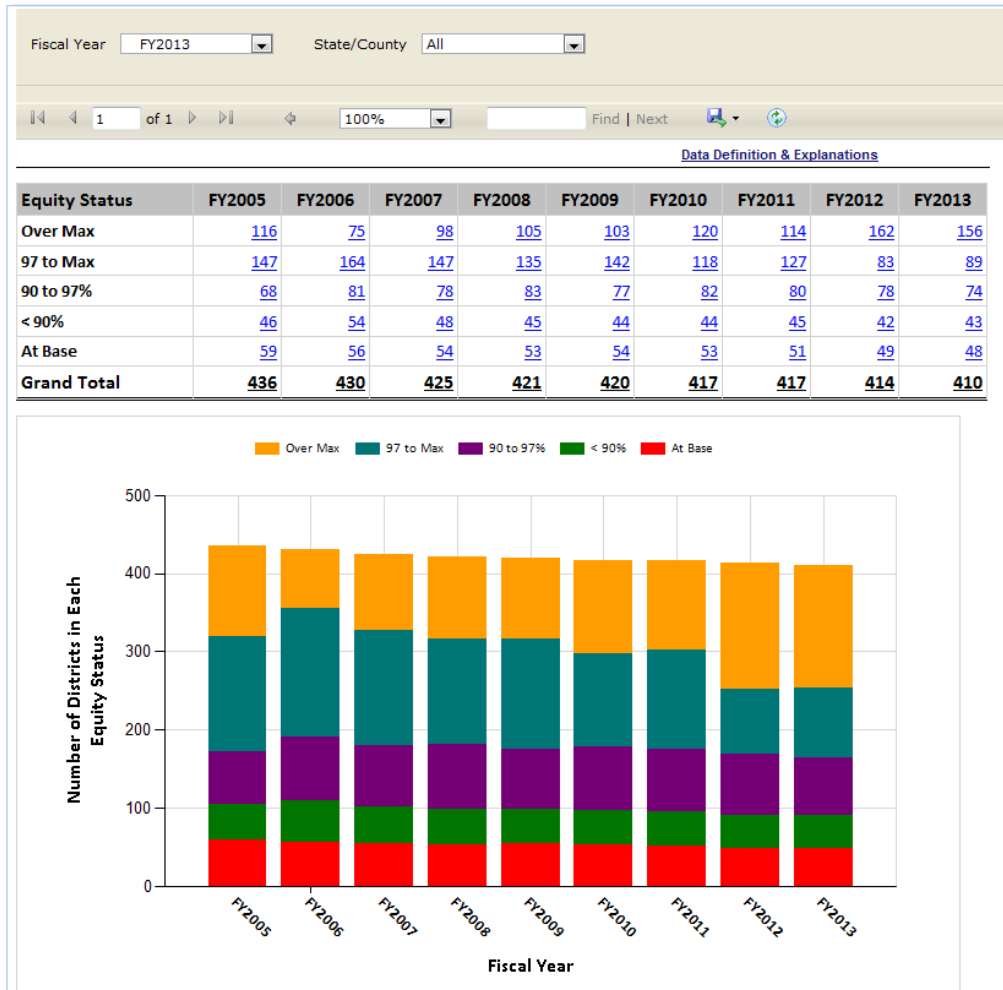 Fiscal Year FY2013 State/County All
1 of 1 100% Find | Next
Data Definition & Explanations
Equity Status FY2005 FY2006 FY2007 FY2008 FY2009 FY2010 FY2011 FY2012 FY2013
Over Max 116 75 98 105 103 120 114 162 156
97 to Max 147 164 147 135 142 118 127 83 89
90 to 97% 68 81 78 83 77 82 80 78 74
< 90% 46 54 48 45 44 44 45 42 43
At Base 59 56 54 53 54 53 51 49 48
Grand Total 436 430 425 421 420 417 417 414 410
Over Max 97 to Max 90 to 97% < 90% At Base
500
400
300
200
100
0
Number of Districts in Each
Equity Status
FY2005 FY2006 FY2007 FY2008 FY2009 FY2010 FY2011 FY2012 FY2013
Fiscal Year